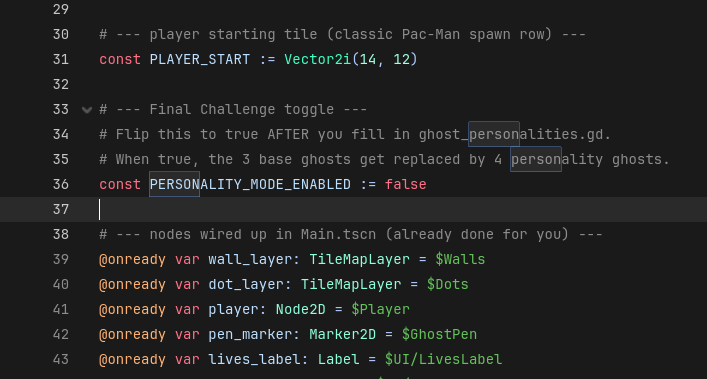 29
30 # --- player starting tile (classic Pac-Man spawn row) ---
31 const PLAYER_START := Vector2i(14, 12)
32
33 # --- Final Challenge toggle ---
34 # Flip this to true AFTER you fill in ghost_personalities.gd.
35 # When true, the 3 base ghosts get replaced by 4 personality ghosts.
36 const PERSONALITY_MODE_ENABLED := false
37
38 # --- nodes wired up in Main.tscn (already done for you) ---
39 @onready var wall_layer: TileMapLayer = $Walls
40 @onready var dot_layer: TileMapLayer = $Dots
41 @onready var player: Node2D = $Player
42 @onready var pen_marker: Marker2D = $GhostPen
43 @onready var lives_label: Label = $UI/LivesLabel